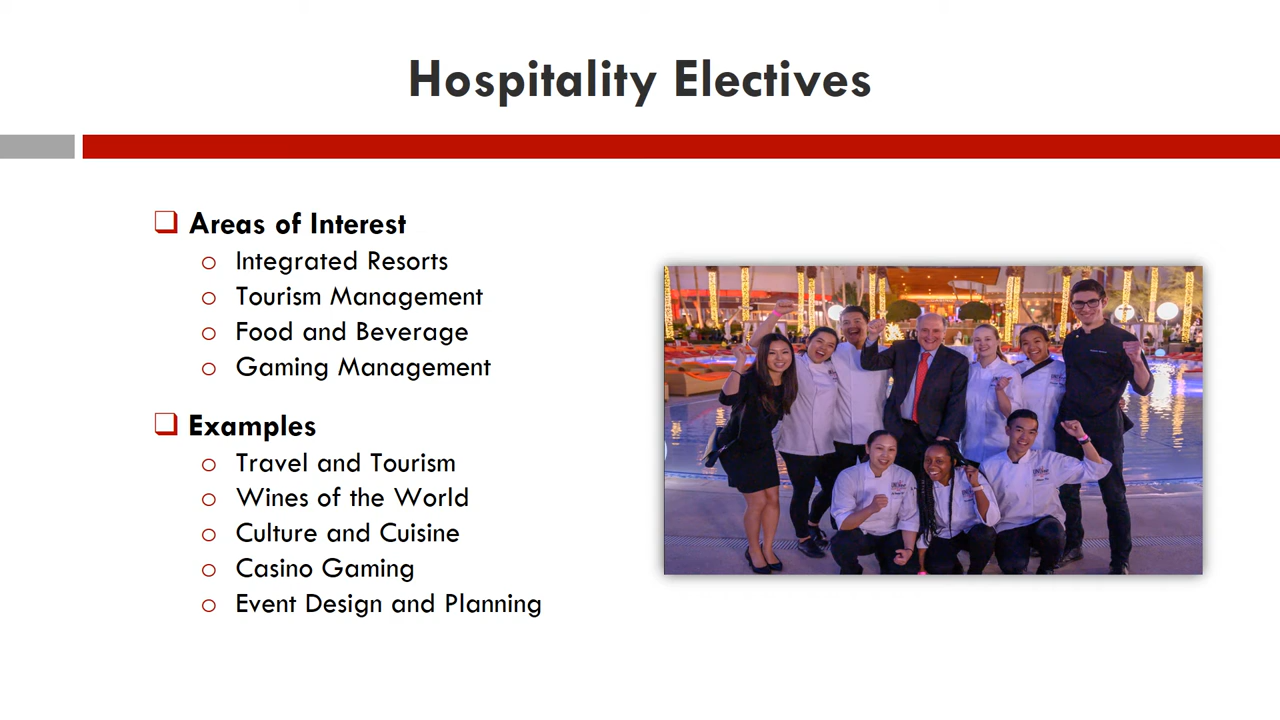 Hospitality Electives
Areas of Interest
Integrated Resorts
Tourism Management
Food and Beverage
Gaming Management
Examples
Travel and Tourism
Wines of the World
Culture and Cuisine
Casino Gaming
Event Design and Planning